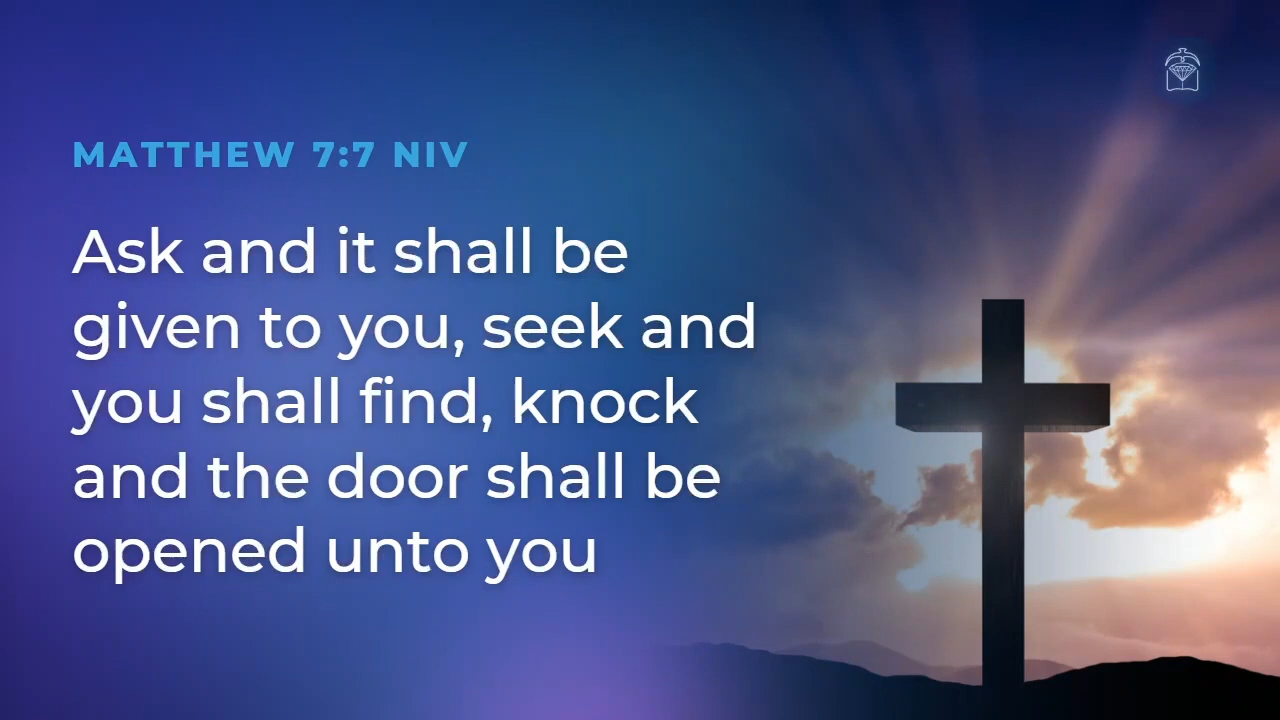 MATTHEW 7:7 NIV
Ask and it shall be
given to you, seek and
you shall find, knock
and the door shall be
opened unto you